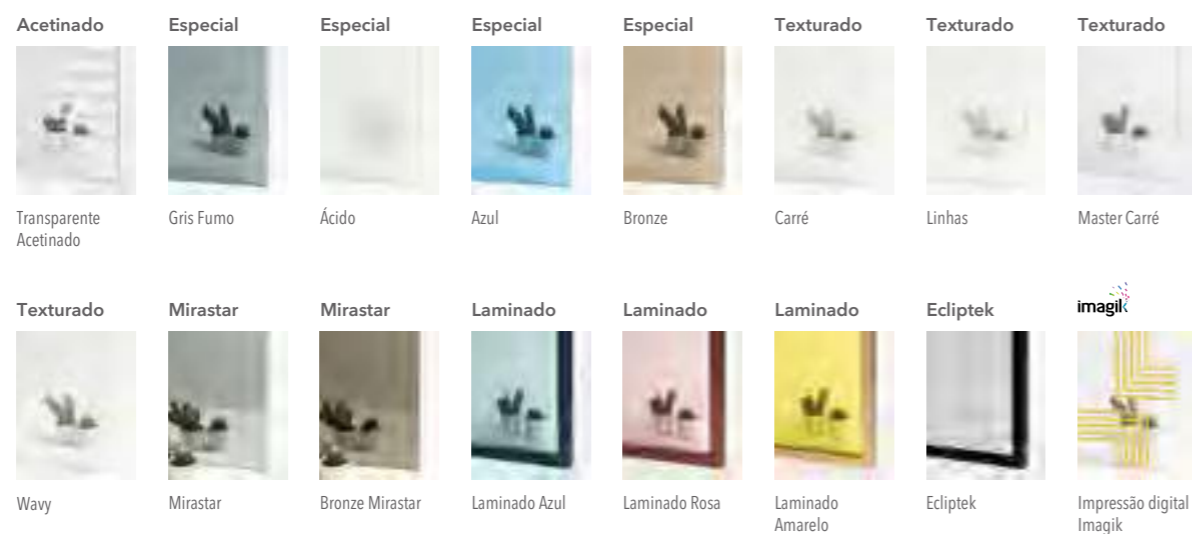 Acetinado
Especial
Especial
Especial
Especial
Texturado
Texturado
Texturado
Transparente
Acetinado
Gris Fumo
Ácido
Azul
Bronze
Carré
Linhas
Master Carré
Texturado
Mirastar
Mirastar
Laminado
Laminado
Laminado
Ecliptek
imagik
Wavy
Mirastar
Bronze Mirastar
Laminado Azul
Laminado Rosa
Laminado
Amarelo
Ecliptek
Impressão digital
Imagik